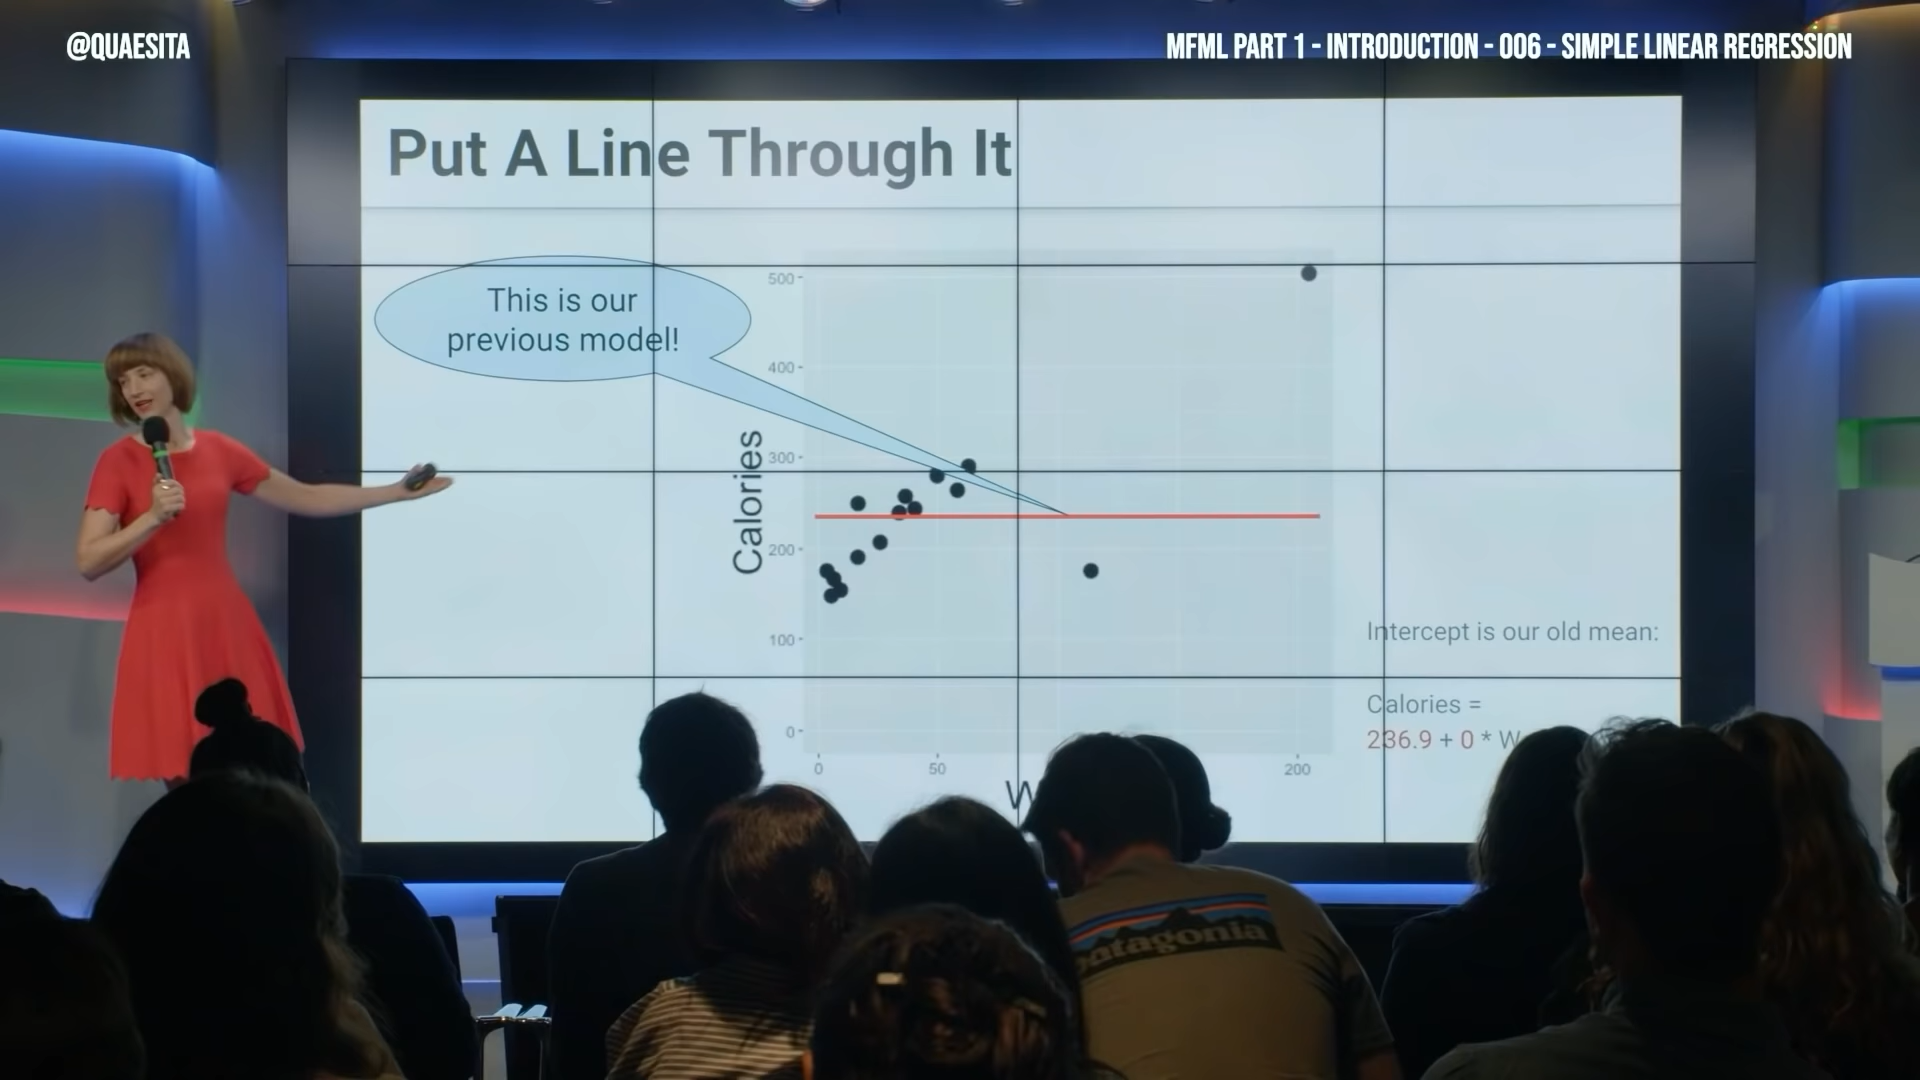 @QUAESITA
MFML PART 1 - INTRODUCTION - 006 - SIMPLE LINEAR REGRESSION
Put A Line Through It
This is our
previous model!
500
400
300
200
100
0
Calories
0
50
200
Intercept is our old mean:
Calories =
236.9 + 0 *
patagonia